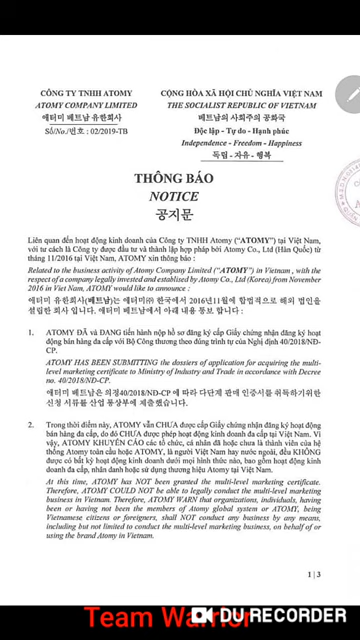 CÔNG TY TNHH ATOMY
ATOMY COMPANY LIMITED
애터미 베트남 유한회사
Số/No./번호 : 02/2019-TB
CỘNG HÒA XÃ HỘI CHỦ NGHĨA VIỆT NAM
THE SOCIALIST REPUBLIC OF VIETNAM
베트남의 사회주의 공화국
Độc lập - Tự do - Hạnh phúc
Independence - Freedom - Happiness
독립 - 자유 - 행복
THÔNG BÁO
NOTICE
공지문
Liên quan đến hoạt động kinh doanh của Công ty TNHH Atomy ("ATOMY") tại Việt Nam,
với tư cách là Công ty được đầu tư và thành lập hợp pháp bởi Atomy Co., Ltd (Hàn Quốc) từ
tháng 11/2016 tại Việt Nam, ATOMY xin thông báo :
Related to the business activity of Atomy Company Limited ("ATOMY") in Vietnam , with the
respect of a company legally invested and establised by Atomy Co., Ltd (Korea) from November
2016 in Viet Nam, ATOMY would like to announce :
애터미 유한회사(베트남)는 애터미㈜ 한국에서 2016년11월에 합법적으로 해외 법인을
설립한 회사 입니다. 애터미 베트남에서 아래 내용 통보 합니다 :
1. ATOMY ĐÃ và ĐANG tiến hành nộp hồ sơ đăng ký cấp Giấy chứng nhận đăng ký hoạt
động bán hàng đa cấp với Bộ Công thương theo đúng trình tự của Nghị định 40/2018/NĐ-
CP.
ATOMY HAS BEEN SUBMITTING the dossiers of application for acquiring the multi-
level marketing certificate to Ministry of Industry and Trade in accordance with Decree
no. 40/2018/NĐ-CP.
애터미 베트남은 의정40/2018/NĐ-CP 에 따라 다단계 판매 인증서를 취득하기위한
신청 서류를 산업 통상부에 제출했습니다.
2. Trong thời điểm này, ATOMY vẫn CHƯA được cấp Giấy chứng nhận đăng ký hoạt động
bán hàng đa cấp, do đó CHƯA được phép hoạt động kinh doanh đa cấp tại Việt Nam. Vì
vậy, ATOMY KHUYẾN CÁO các tổ chức, cá nhân đã hoặc chưa là thành viên của hệ
thống Atomy toàn cầu hoặc ATOMY, là người Việt Nam hay nước ngoài, đều KHÔNG
được có bất kỳ hoạt động kinh doanh dưới mọi hình thức nào, bao gồm hoạt động kinh
doanh đa cấp, nhân danh hoặc sử dụng thương hiệu Atomy tại Việt Nam.
At this time, ATOMY HAS NOT been granted the multi-level marketing certificate.
Therefore, ATOMY COULD NOT be able to legally conduct the multi-level marketing
business in Vietnam. Therefore, ATOMY WARN that organizations, individuals, having
been or having not been the members of Atomy global system or ATOMY, being
Vietnamese citizens or foreigners, shall NOT conduct any business by any means,
including but not limited to conduct the multi-level marketing business, on behalf of or
using the brand Atomy in Vietnam.
1 | 3
Team Warrior
DU RECORDER